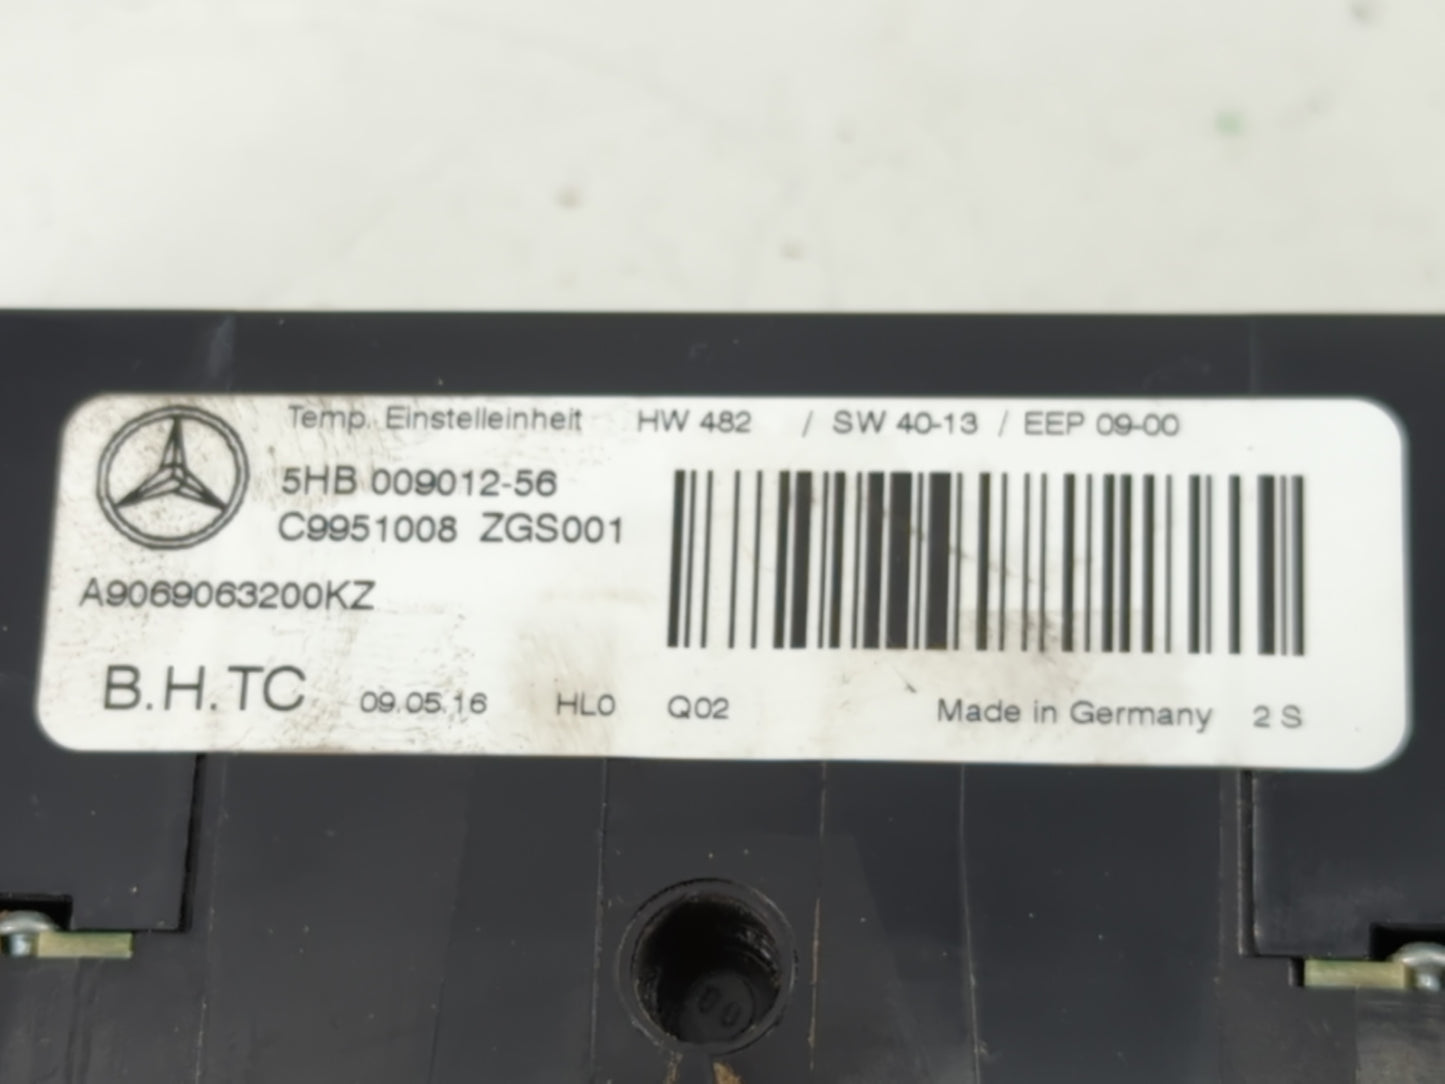 Temp. Einstelleinheit HW 482 / SW 40-13 / EEP 09-00
5HB 009012-56
C9951008 ZGS001
A9069063200KZ
B.H.TC 09.05.16 HL0 Q02 Made in Germany 2 S